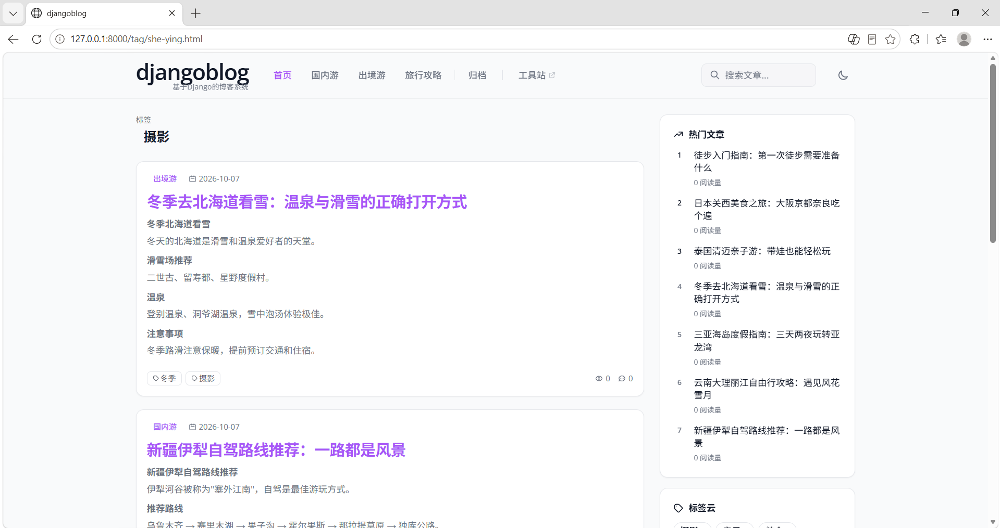 djangoblog
127.0.0.1:8000/tag/she-ying.html
djangoblog
基于Django的博客系统
首页
国内游
出境游
旅行攻略
归档
工具站
搜索文章...
标签
摄影
出境游
2026-10-07
冬季去北海道看雪：温泉与滑雪的正确打开方式
冬季北海道看雪
冬天的北海道是滑雪和温泉爱好者的天堂。
滑雪场推荐
二世古、留寿都、星野度假村。
温泉
登别温泉、洞爷湖温泉，雪中泡汤体验极佳。
注意事项
冬季路滑注意保暖，提前预订交通和住宿。
冬季
摄影
0
0
国内游
2026-10-07
新疆伊犁自驾路线推荐：一路都是风景
新疆伊犁自驾路线推荐
伊犁河谷被称为"塞外江南"，自驾是最佳游玩方式。
推荐路线
乌鲁木齐 → 赛里木湖 → 果子沟 → 霍尔果斯 → 那拉提草原 → 独库公路。
热门文章
1
徒步入门指南：第一次徒步需要准备
什么
0 阅读量
2
日本关西美食之旅：大阪京都奈良吃
个遍
0 阅读量
3
泰国清迈亲子游：带娃也能轻松玩
0 阅读量
4
冬季去北海道看雪：温泉与滑雪的正
确打开方式
0 阅读量
5
三亚海岛度假指南：三天两夜玩转亚
龙湾
0 阅读量
6
云南大理丽江自由行攻略：遇见风花
雪月
0 阅读量
7
新疆伊犁自驾路线推荐：一路都是风
景
0 阅读量
标签云